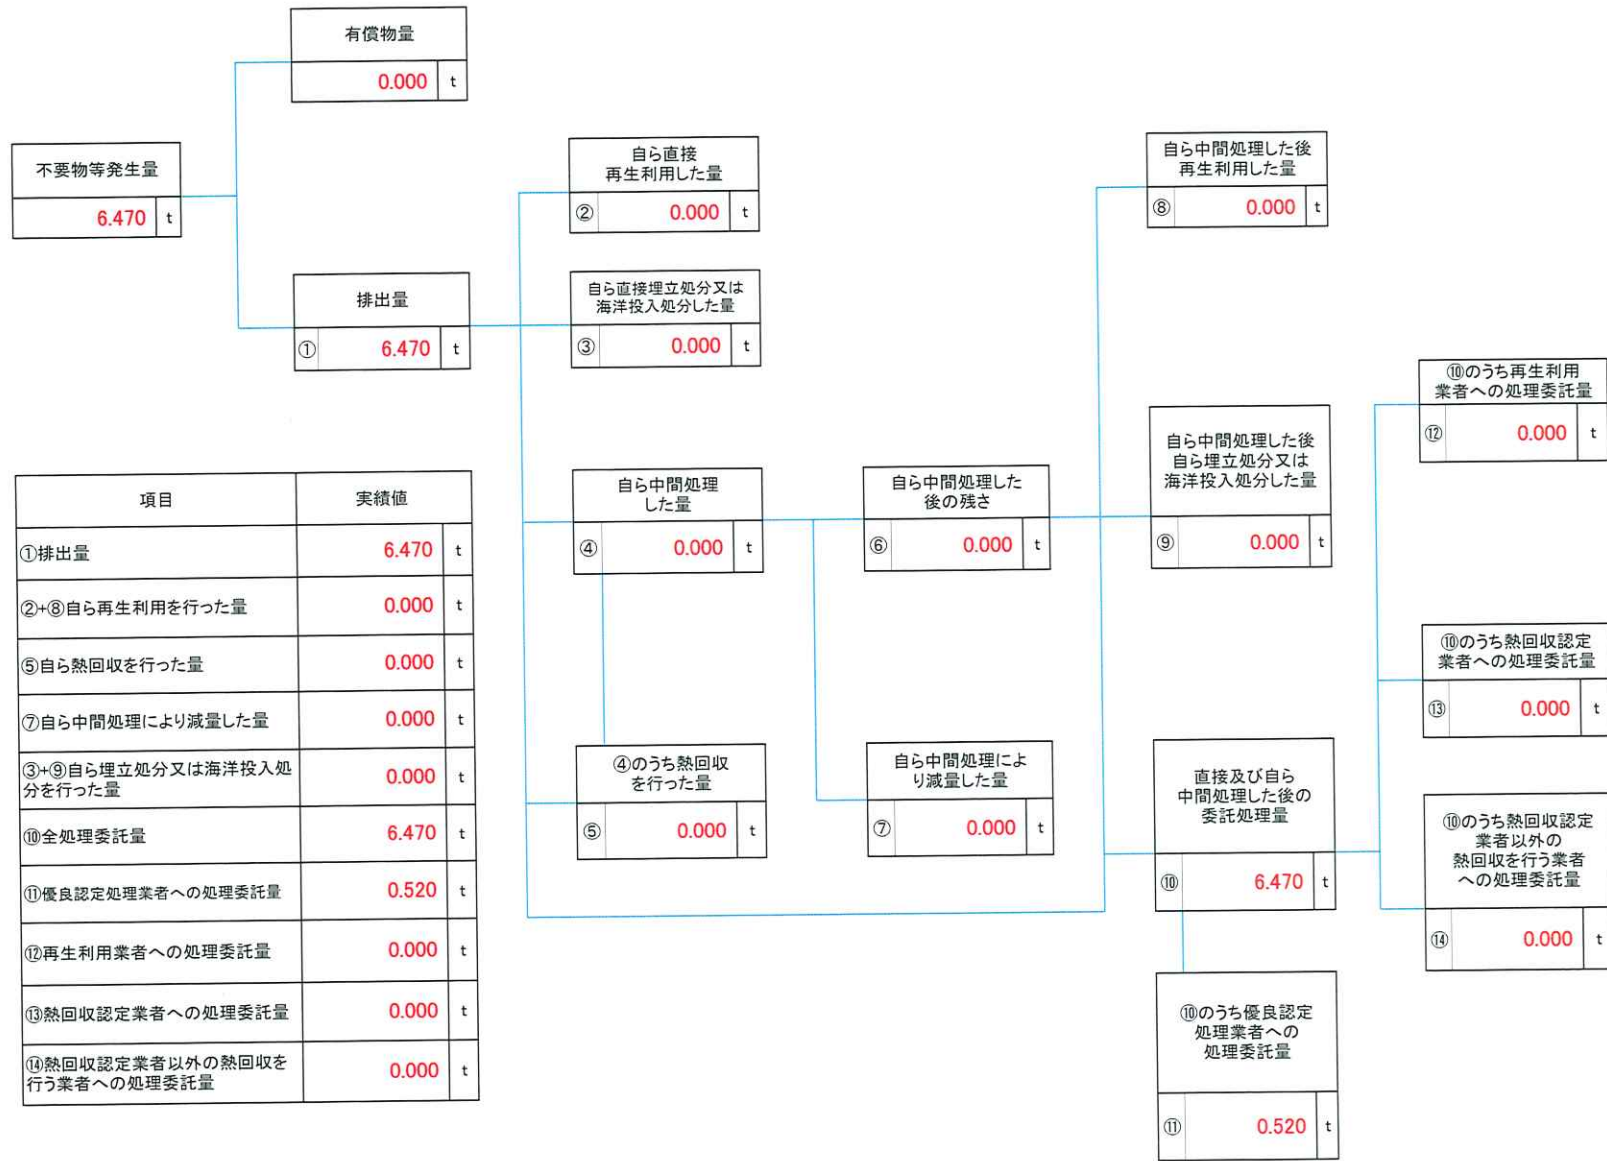 有償物量
0.000 t
不要物等発生量
6.470 t
排出量
① 6.470 t
自ら直接
再生利用した量
② 0.000 t
自ら直接埋立処分又は
海洋投入処分した量
③ 0.000 t
自ら中間処理
した量
④ 0.000 t
④のうち熱回収
を行った量
⑤ 0.000 t
自ら中間処理した
後の残さ
⑥ 0.000 t
自ら中間処理によ
り減量した量
⑦ 0.000 t
自ら中間処理した後
再生利用した量
⑧ 0.000 t
自ら中間処理した後
自ら埋立処分又は
海洋投入処分した量
⑨ 0.000 t
直接及び自ら
中間処理した後の
委託処理量
⑩ 6.470 t
⑩のうち優良認定
処理業者への
処理委託量
⑪ 0.520 t
⑩のうち再生利用
業者への処理委託量
⑫ 0.000 t
⑩のうち熱回収認定
業者への処理委託量
⑬ 0.000 t
⑩のうち熱回収認定
業者以外の
熱回収を行う業者
への処理委託量
⑭ 0.000 t
項目 実績値
①排出量 6.470 t
②+⑧自ら再生利用を行った量 0.000 t
⑤自ら熱回収を行った量 0.000 t
⑦自ら中間処理により減量した量 0.000 t
③+⑨自ら埋立処分又は海洋投入処
分を行った量 0.000 t
⑩全処理委託量 6.470 t
⑪優良認定処理業者への処理委託量 0.520 t
⑫再生利用業者への処理委託量 0.000 t
⑬熱回収認定業者への処理委託量 0.000 t
⑭熱回収認定業者以外の熱回収を
行う業者への処理委託量 0.000 t